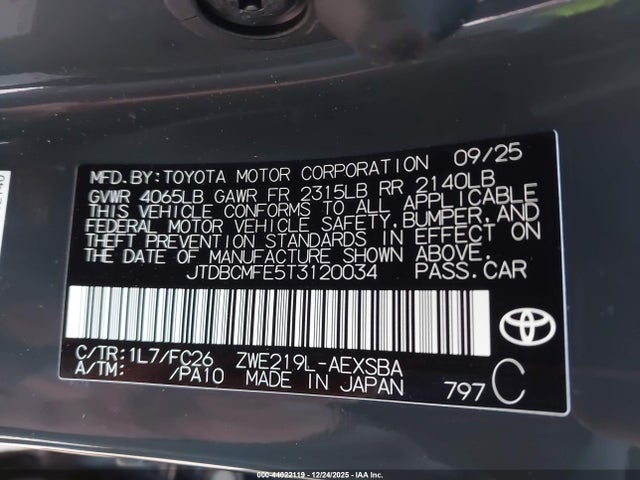 MFD.BY:TOYOTA MOTOR CORPORATION 09/25
GVWR 4065LB GAWR FR 2315LB RR 2140LB
THIS VEHICLE CONFORMS TO ALL APPLICABLE
FEDERAL MOTOR VEHICLE SAFETY,BUMPER,AND
THEFT PREVENTION STANDARDS IN EFFECT ON
THE DATE OF MANUFACTURE SHOWN ABOVE.
JTDBCMFE5T3120034 PASS.CAR
C/TR:1L7/FC26 ZWE219L-AEXSBA
A/TM: /PA10 MADE IN JAPAN 797 C
000-44022119 - 12/24/2025 - IAA Inc.